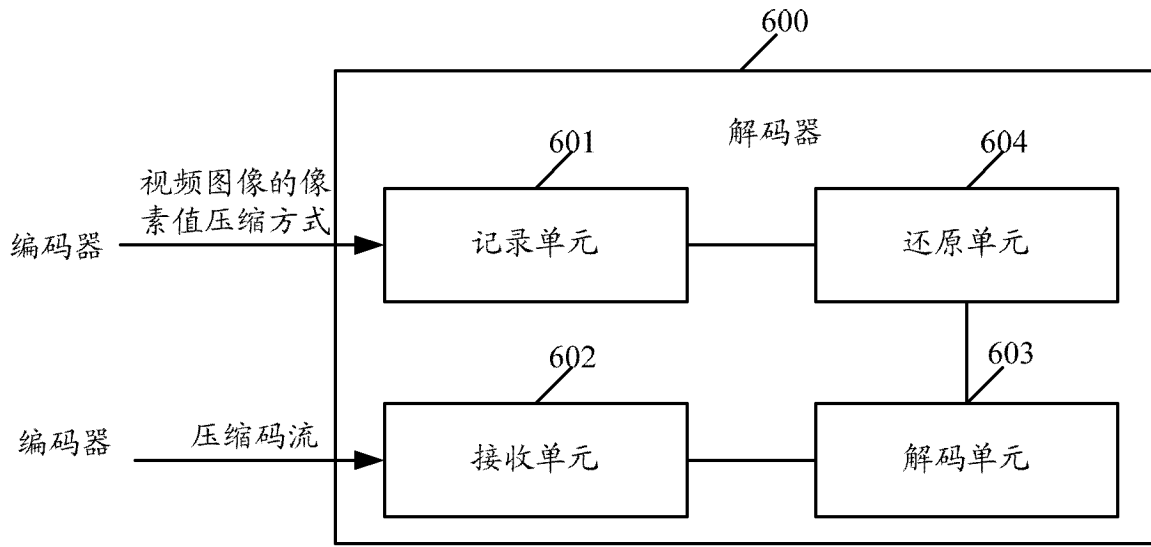 600
解码器
601
604
视频图像的像
素值压缩方式
编码器
记录单元
还原单元
602
603
编码器
压缩码流
接收单元
解码单元